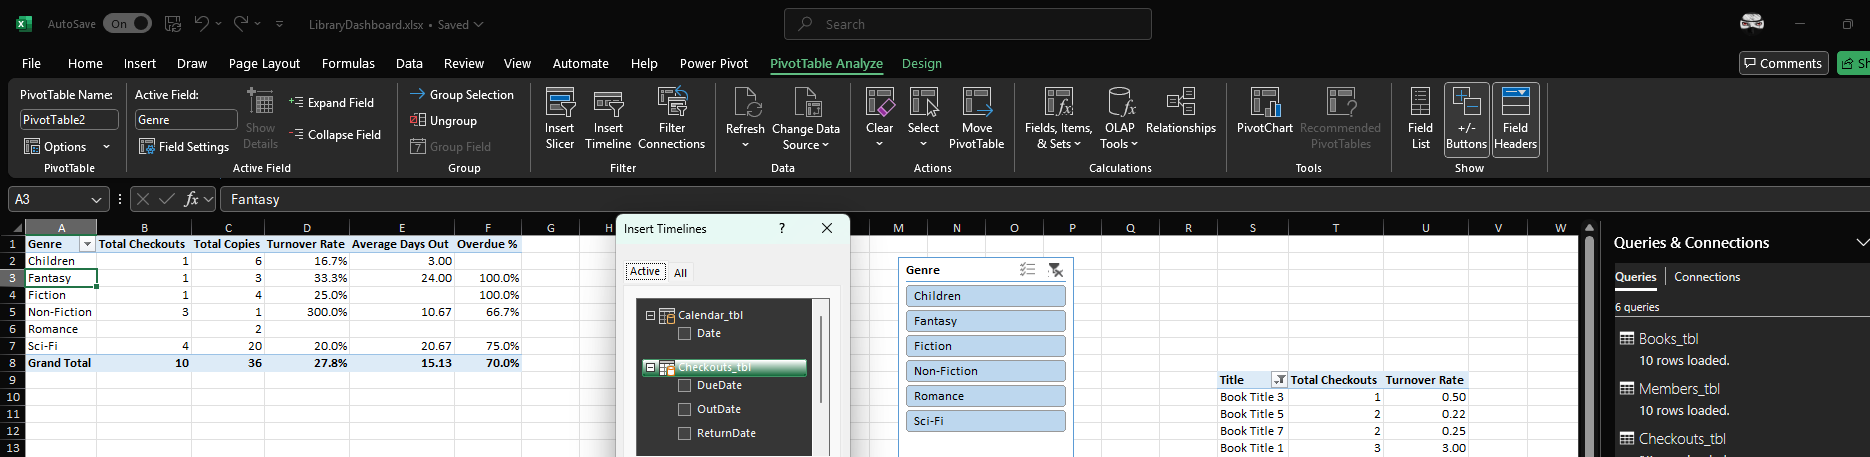 AutoSave On LibraryDashboard.xlsx • Saved Search
File Home Insert Draw Page Layout Formulas Data Review View Automate Help Power Pivot PivotTable Analyze Design Comments
PivotTable Name:
PivotTable2
Options
PivotTable
Active Field:
Genre
Field Settings
Show Details
Expand Field
Collapse Field
Active Field
Group Selection
Ungroup
Group Field
Group
Insert Slicer
Insert Timeline
Filter Connections
Filter
Refresh
Change Data Source
Data
Clear
Select
Move PivotTable
Actions
Fields, Items, & Sets
OLAP Tools
Relationships
Calculations
PivotChart
Recommended PivotTables
Tools
Field List
+/- Buttons
Field Headers
Show
A3 fx Fantasy
A B C D E F G H M N O P Q R S T U V W
1 Genre Total Checkouts Total Copies Turnover Rate Average Days Out Overdue %
2 Children 1 6 16.7% 3.00
3 Fantasy 1 3 33.3% 24.00 100.0%
4 Fiction 1 4 25.0% 100.0%
5 Non-Fiction 3 1 300.0% 10.67 66.7%
6 Romance 2
7 Sci-Fi 4 20 20.0% 20.67 75.0%
8 Grand Total 10 36 27.8% 15.13 70.0%
9
10
11
12
13
Insert Timelines ?
Active All
Calendar_tbl
Date
Checkouts_tbl
DueDate
OutDate
ReturnDate
Genre
Children
Fantasy
Fiction
Non-Fiction
Romance
Sci-Fi
Title Total Checkouts Turnover Rate
Book Title 3 1 0.50
Book Title 5 2 0.22
Book Title 7 2 0.25
Book Title 1 3 3.00
Queries & Connections
Queries Connections
6 queries
Books_tbl
10 rows loaded.
Members_tbl
10 rows loaded.
Checkouts_tbl